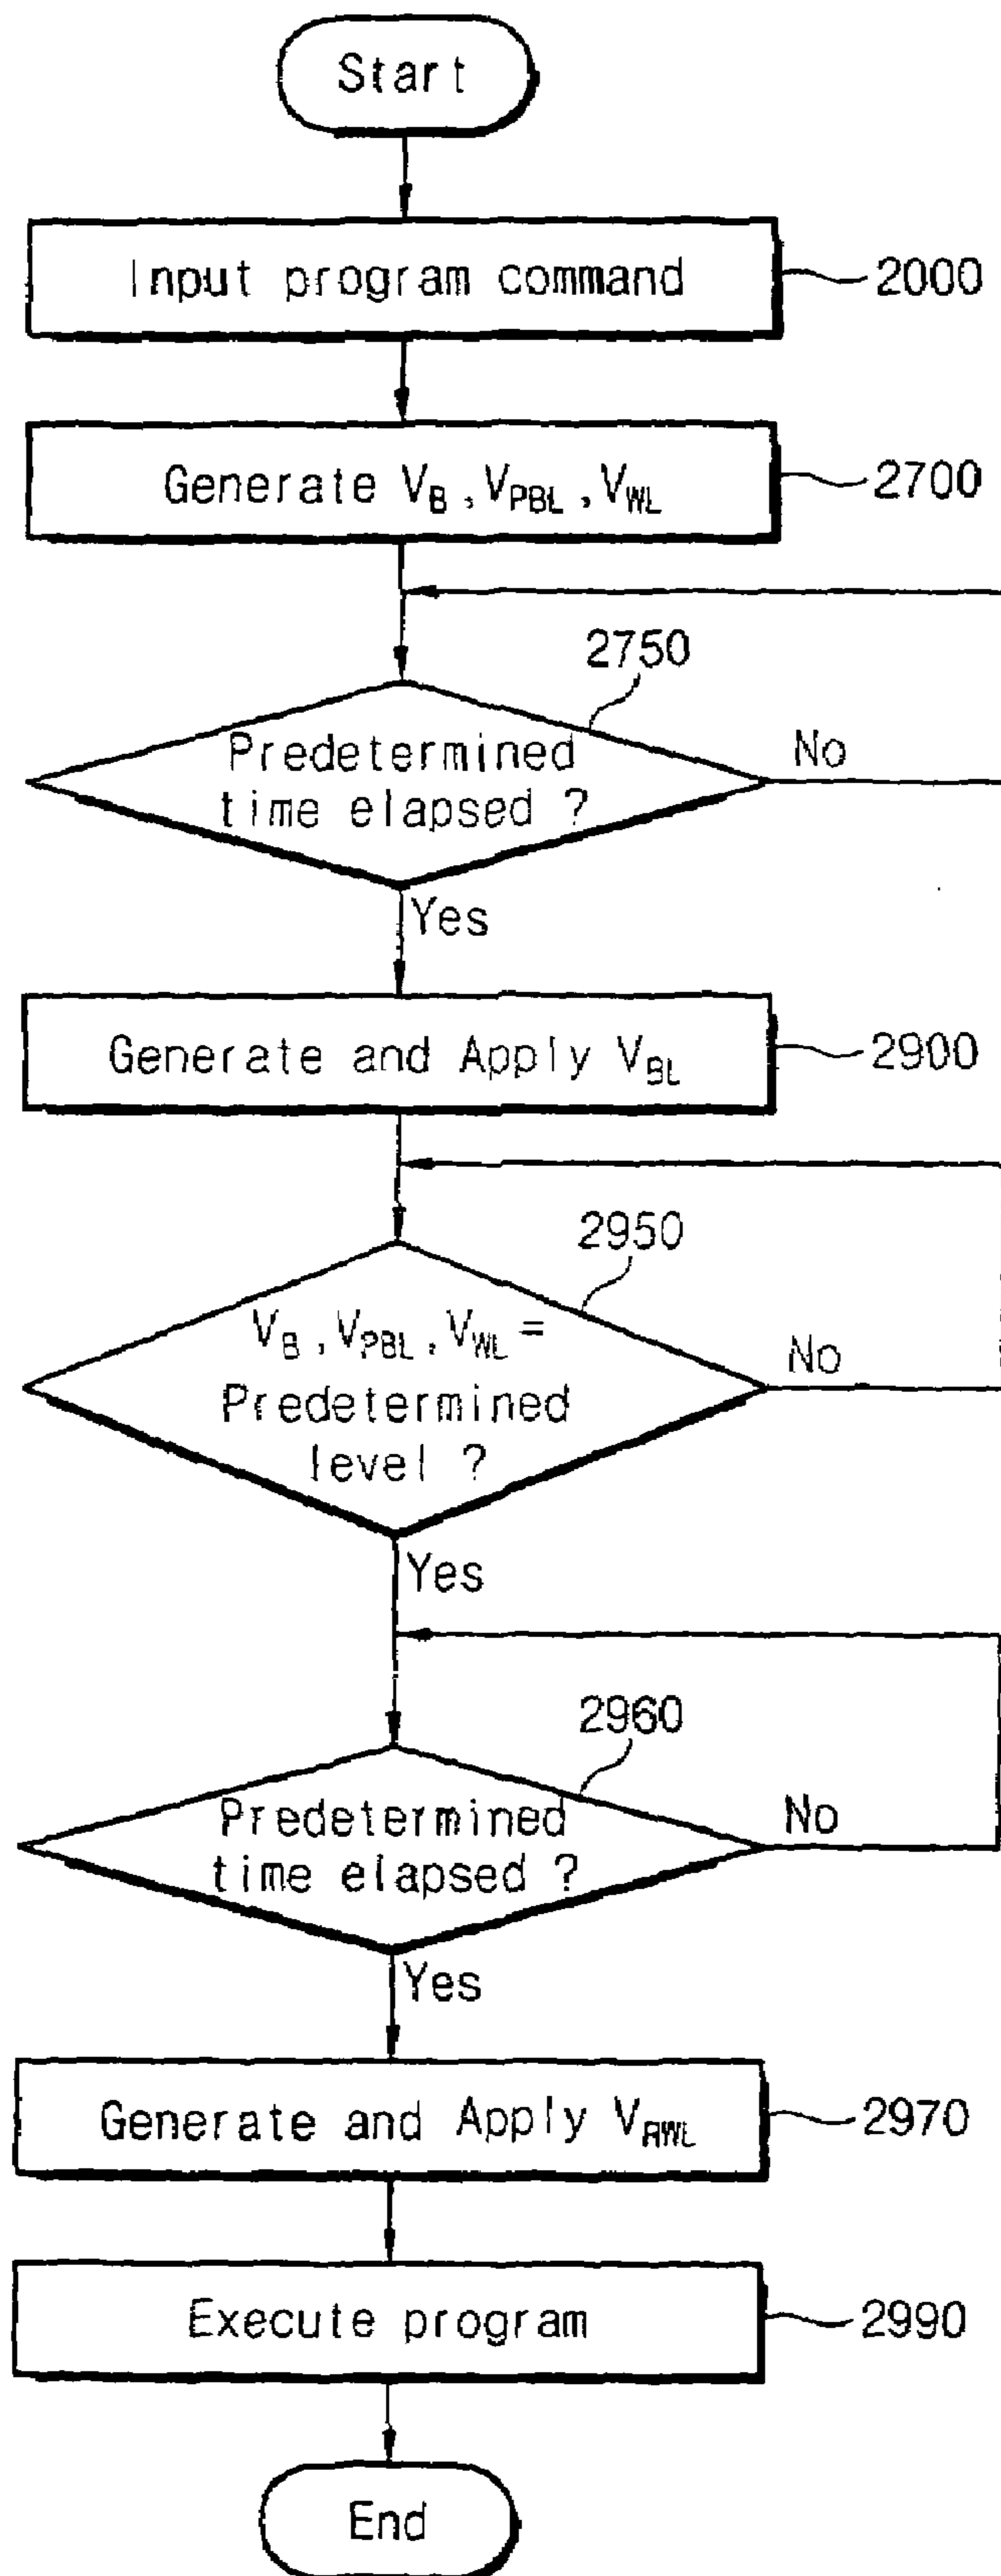 Start
Input program command
2000
Generate V_B, V_PBL, V_WL
2700
2750
Predetermined
time elapsed ?
No
Yes
Generate and Apply V_BL
2900
2950
V_B, V_PBL, V_WL =
Predetermined
level ?
No
Yes
2960
Predetermined
time elapsed ?
No
Yes
Generate and Apply V_RWL
2970
Execute program
2990
End